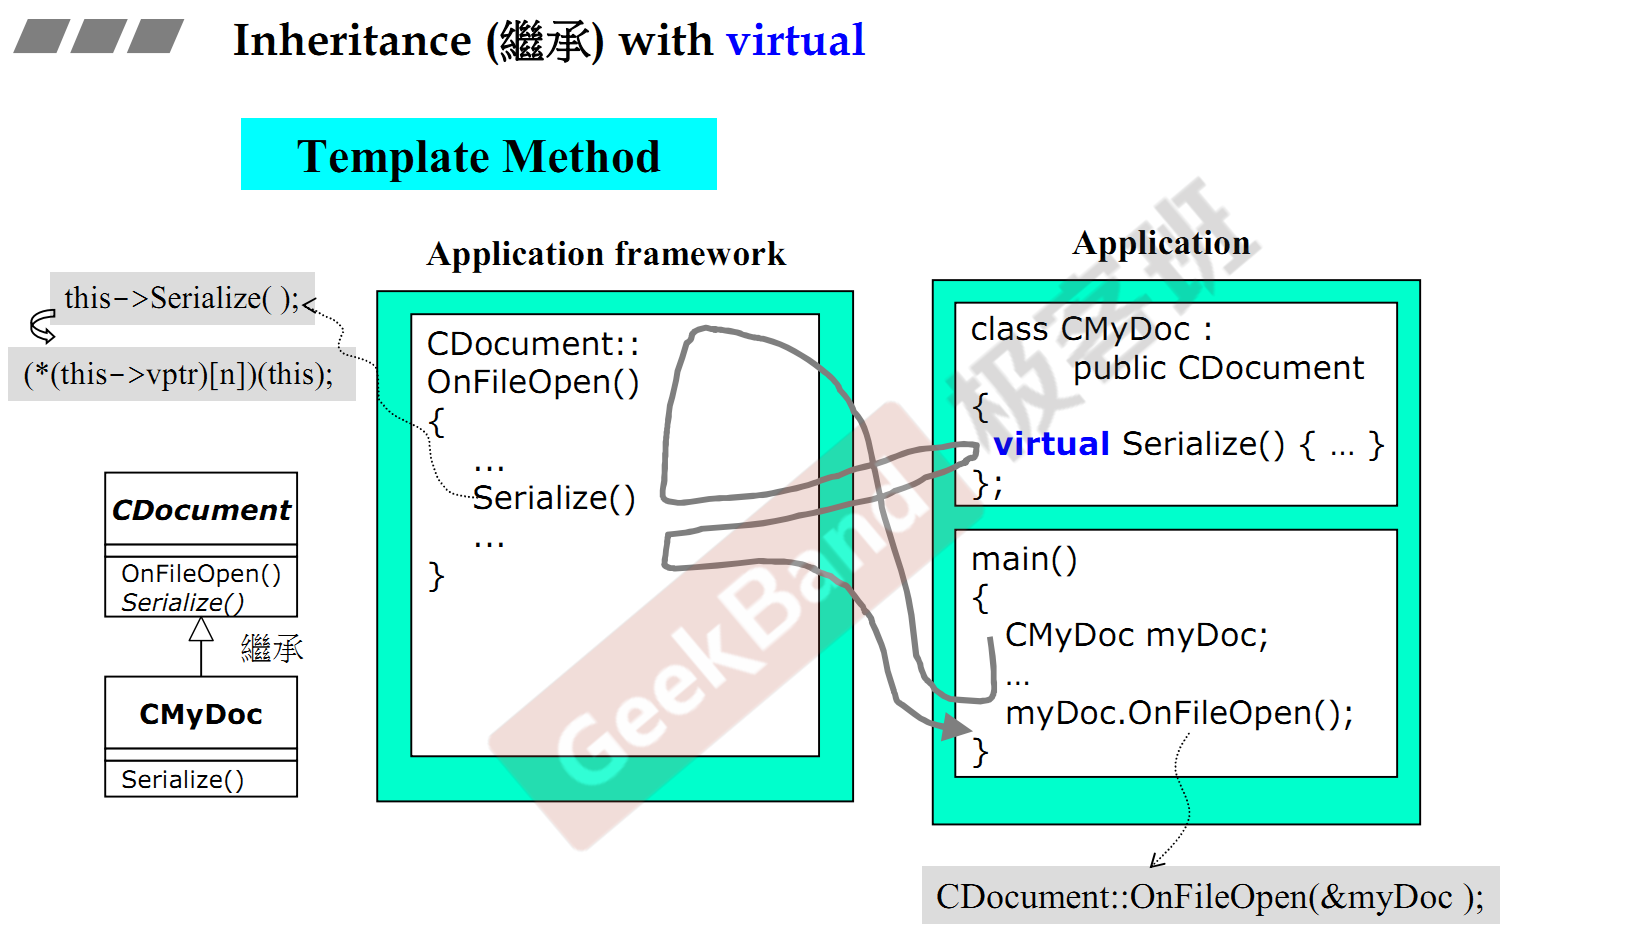 Inheritance (繼承) with virtual
Template Method
Application framework
Application
this->Serialize( );
(*(this->vptr)[n])(this);
CDocument
OnFileOpen()
Serialize()
繼承
CMyDoc
Serialize()
CDocument::
OnFileOpen()
{
...
Serialize()
...
}
class CMyDoc :
public CDocument
{
virtual Serialize() { ... }
};
main()
{
CMyDoc myDoc;
...
myDoc.OnFileOpen();
}
CDocument::OnFileOpen(&myDoc );
GeekBand 极客班